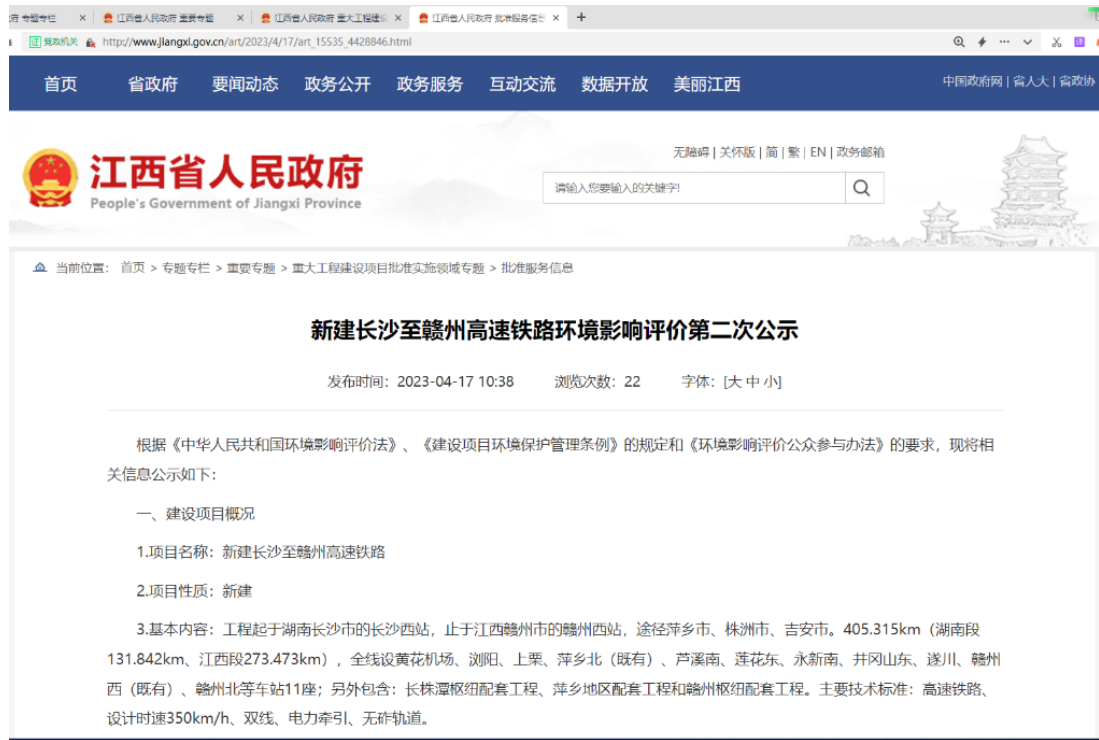 府 专题专栏 × 江西省人民政府 重要专题 × 江西省人民政府 重大工程建设 × 江西省人民政府 批准服务信息 × +
党政机关 http://www.jiangxi.gov.cn/art/2023/4/17/art_15535_4428846.html
首页 省政府 要闻动态 政务公开 政务服务 互动交流 数据开放 美丽江西 中国政府网 | 省人大 | 省政协
无障碍 | 关怀版 | 简 | 繁 | EN | 政务邮箱
江西省人民政府
People's Government of Jiangxi Province
请输入您要输入的关键字!
当前位置: 首页 > 专题专栏 > 重要专题 > 重大工程建设项目批准实施领域专题 > 批准服务信息
新建长沙至赣州高速铁路环境影响评价第二次公示
发布时间: 2023-04-17 10:38 浏览次数: 22 字体: [大 中 小]
根据《中华人民共和国环境影响评价法》、《建设项目环境保护管理条例》的规定和《环境影响评价公众参与办法》的要求, 现将相
关信息公示如下:
一、建设项目概况
1.项目名称: 新建长沙至赣州高速铁路
2.项目性质: 新建
3.基本内容: 工程起于湖南长沙市的长沙西站, 止于江西赣州市的赣州西站, 途径萍乡市、株洲市、吉安市。405.315km (湖南段
131.842km、江西段273.473km) , 全线设黄花机场、浏阳、上栗、萍乡北 (既有) 、芦溪南、莲花东、永新南、井冈山东、遂川、赣州
西 (既有) 、赣州北等车站11座; 另外包含: 长株潭枢纽配套工程、萍乡地区配套工程和赣州枢纽配套工程。主要技术标准: 高速铁路、
设计时速350km/h、双线、电力牵引、无砟轨道。